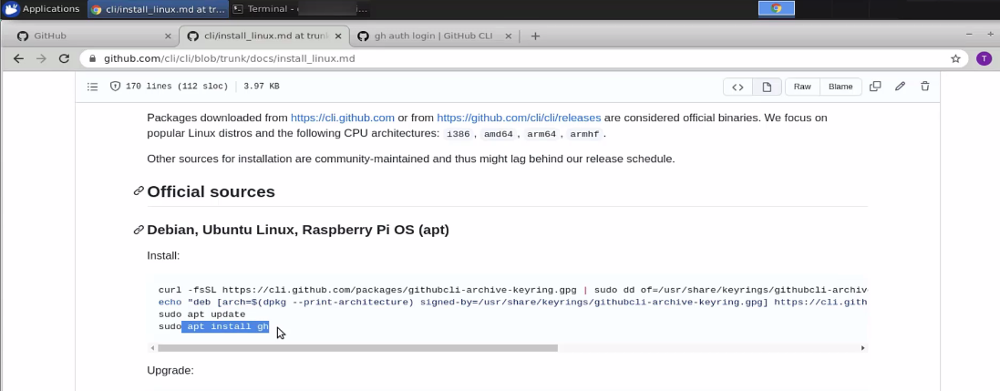 Applications cli/install_linux.md at tr... Terminal - ...
GitHub cli/install_linux.md at trunk gh auth login | GitHub CLI
github.com/cli/cli/blob/trunk/docs/install_linux.md T
170 lines (112 sloc) 3.97 KB Raw Blame
Packages downloaded from https://cli.github.com or from https://github.com/cli/cli/releases are considered official binaries. We focus on
popular Linux distros and the following CPU architectures: i386, amd64, arm64, armhf.
Other sources for installation are community-maintained and thus might lag behind our release schedule.
Official sources
Debian, Ubuntu Linux, Raspberry Pi OS (apt)
Install:
curl -fsSL https://cli.github.com/packages/githubcli-archive-keyring.gpg | sudo dd of=/usr/share/keyrings/githubcli-archive
echo "deb [arch=$(dpkg --print-architecture) signed-by=/usr/share/keyrings/githubcli-archive-keyring.gpg] https://cli.gith
sudo apt update
sudo apt install gh
Upgrade: